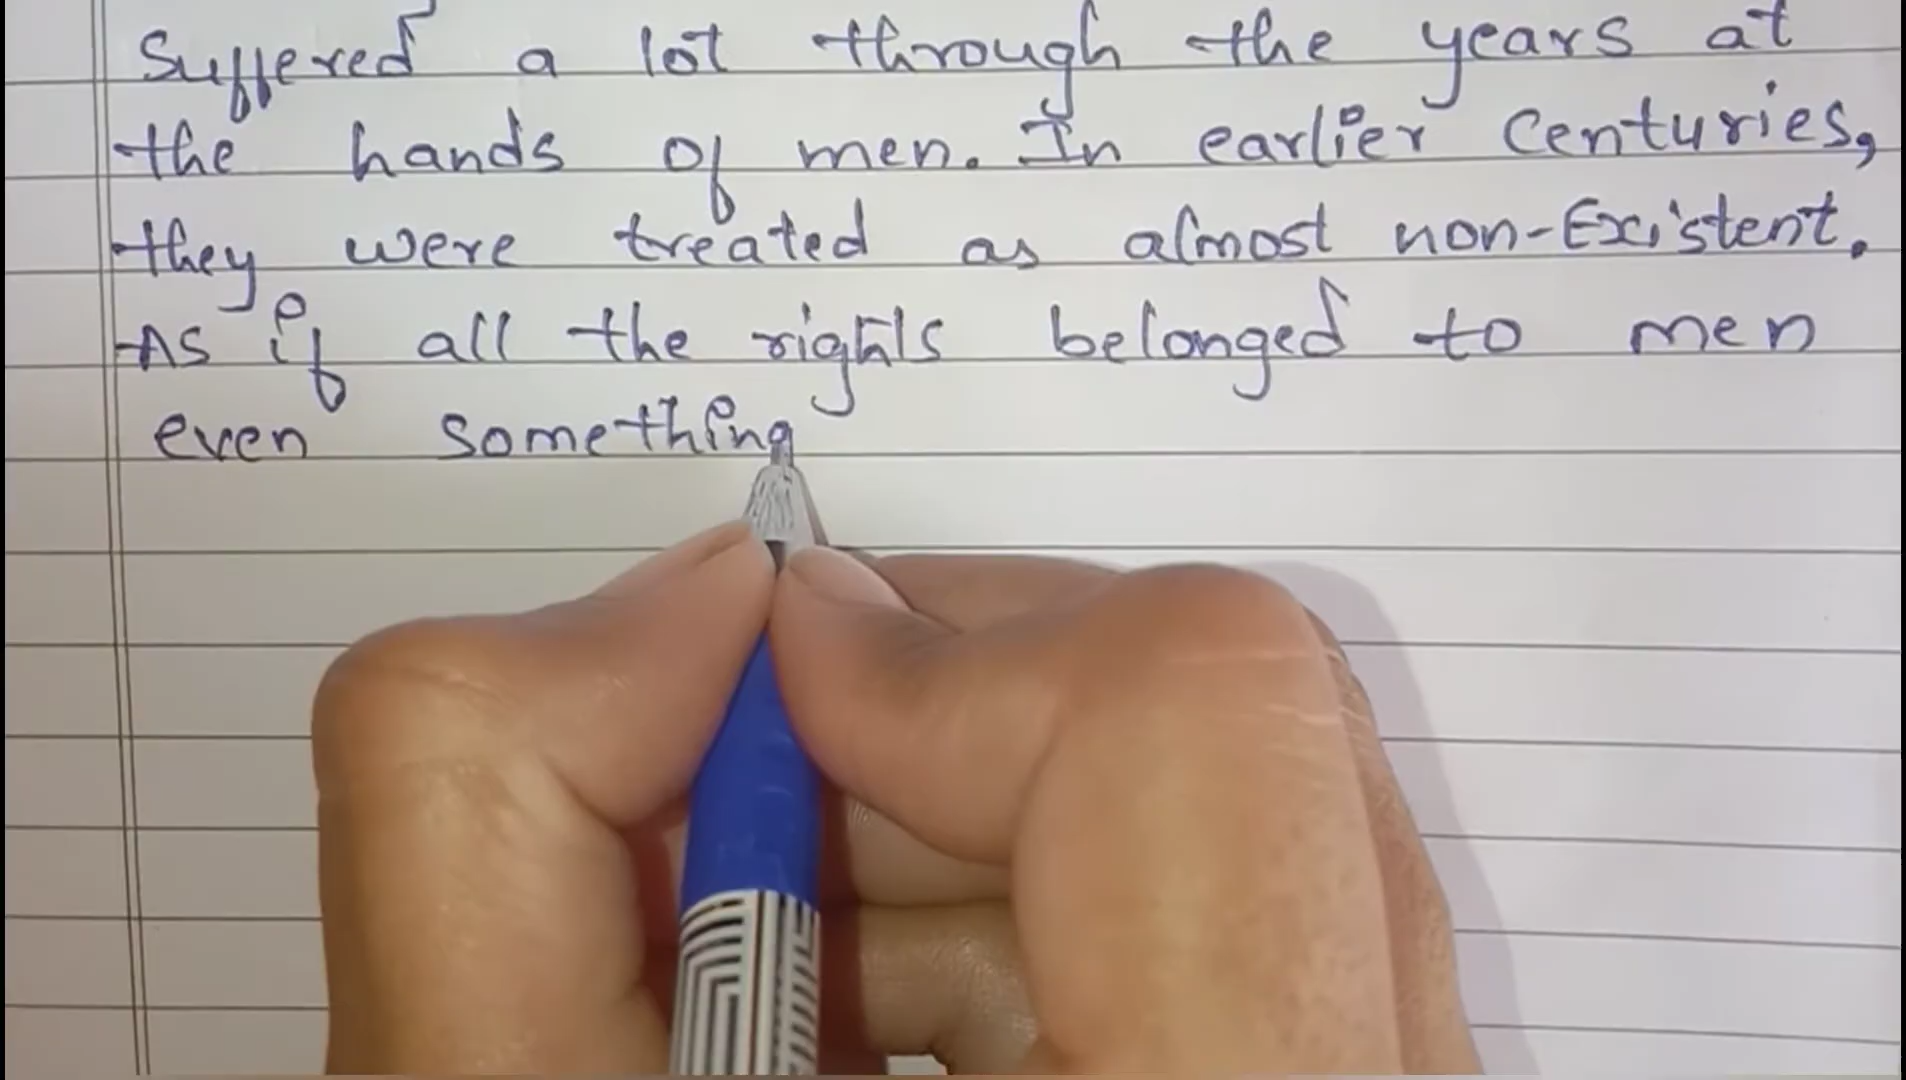 Suffered a lot through the years at
the hands of men. In earlier centuries,
they were treated as almost non-Existent.
As if all the rights belonged to men
even something